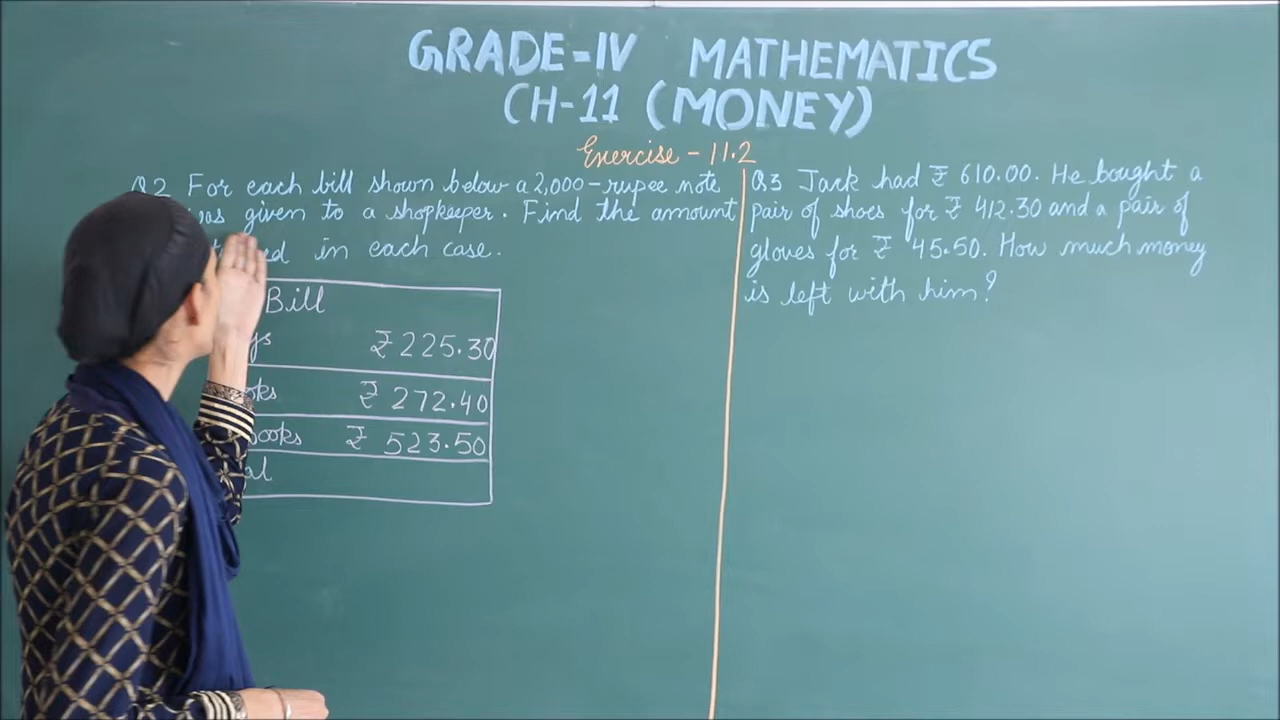 GRADE-IV MATHEMATICS
CH-11 (MONEY)
Exercise - 11.2
Q2 For each bill shown below a 2,000-rupee note
given to a shopkeeper. Find the amount
in each case.
Bill
₹ 225.30
₹ 272.40
₹ 523.50
Q3 Jack had ₹ 610.00. He bought a
pair of shoes for ₹ 412.30 and a pair of
gloves for ₹ 45.50. How much money
is left with him?